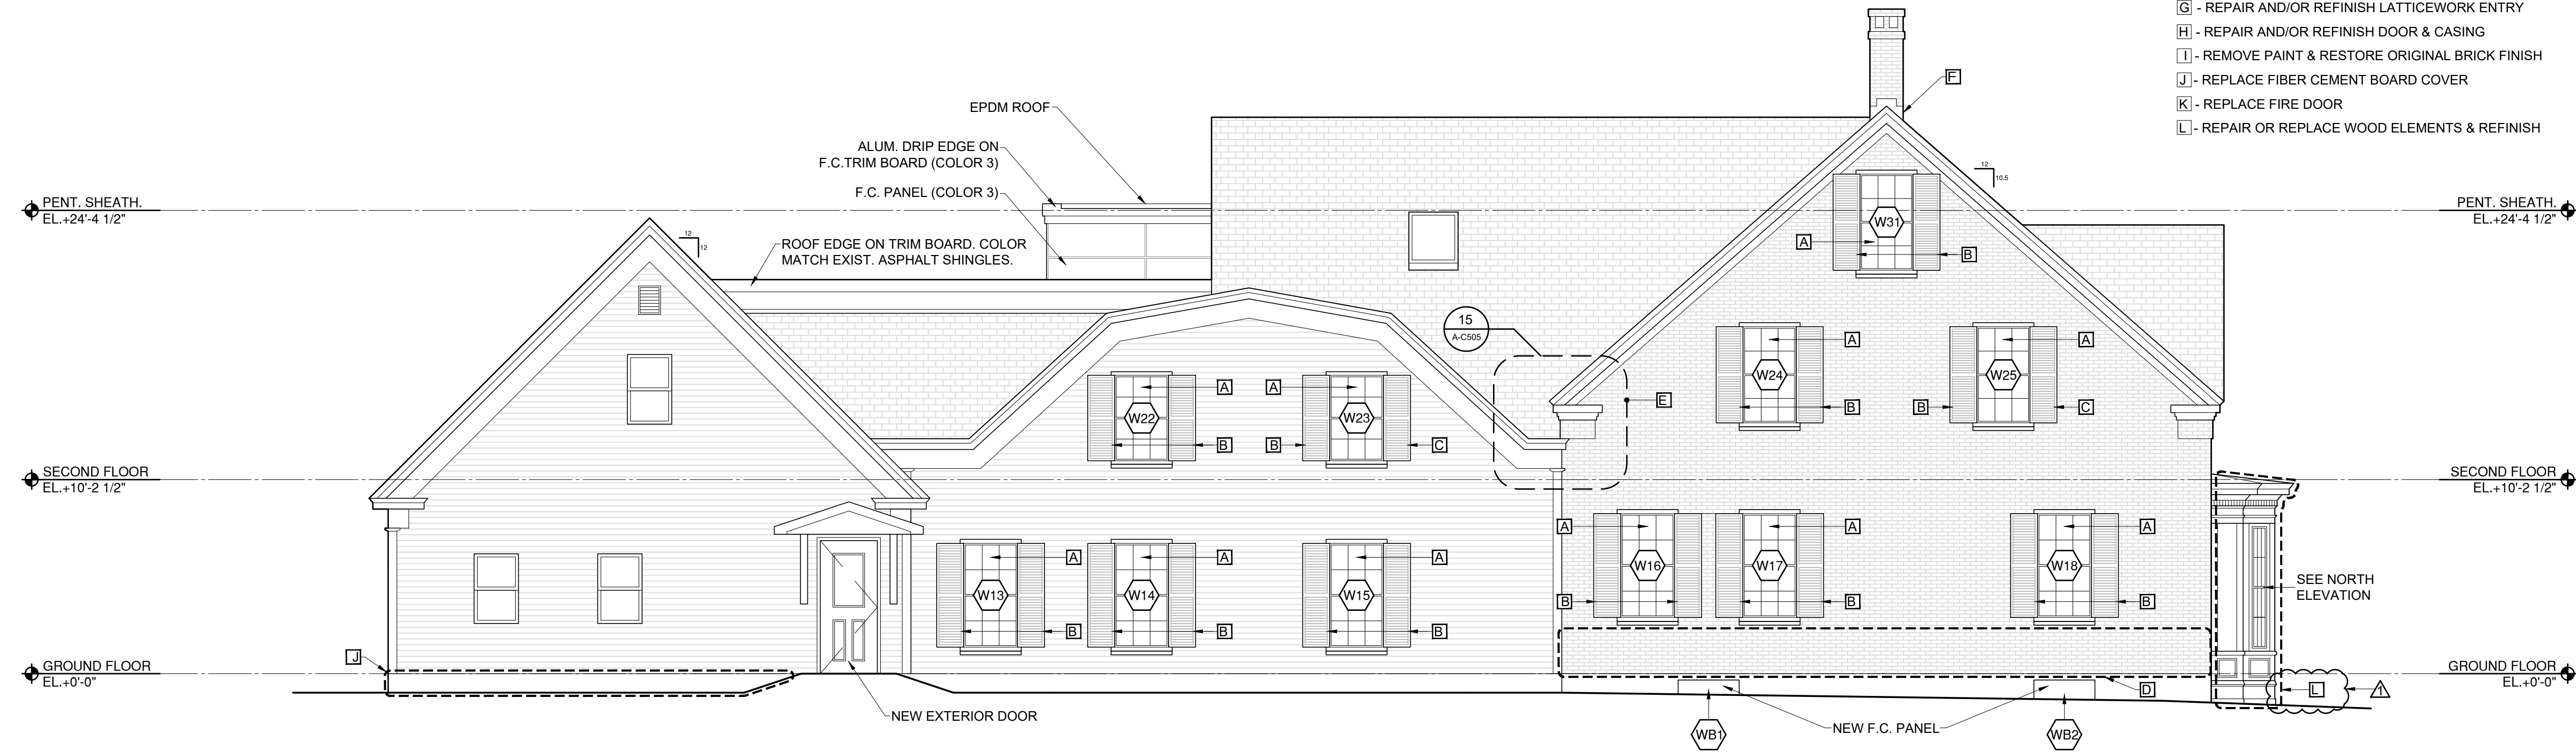 G - REPAIR AND/OR REFINISH LATTICEWORK ENTRY
H - REPAIR AND/OR REFINISH DOOR & CASING
I - REMOVE PAINT & RESTORE ORIGINAL BRICK FINISH
J - REPLACE FIBER CEMENT BOARD COVER
K - REPLACE FIRE DOOR
L - REPAIR OR REPLACE WOOD ELEMENTS & REFINISH
F
EPDM ROOF
ALUM. DRIP EDGE ON
F.C.TRIM BOARD (COLOR 3)
F.C. PANEL (COLOR 3)
12
10.5
PENT. SHEATH.
EL.+24'-4 1/2"
PENT. SHEATH.
EL.+24'-4 1/2"
W31
A
B
12
12
ROOF EDGE ON TRIM BOARD. COLOR
MATCH EXIST. ASPHALT SHINGLES.
15
A-C505
E
A
A
W24
W25
B
B
C
A
A
W22
W23
B
B
C
SECOND FLOOR
EL.+10'-2 1/2"
SECOND FLOOR
EL.+10'-2 1/2"
A
A
A
W16
W17
W18
B
B
B
A
A
A
W13
W14
W15
B
B
B
SEE NORTH
ELEVATION
J
GROUND FLOOR
EL.+0'-0"
GROUND FLOOR
EL.+0'-0"
D
L
1
NEW EXTERIOR DOOR
WB1
NEW F.C. PANEL
WB2